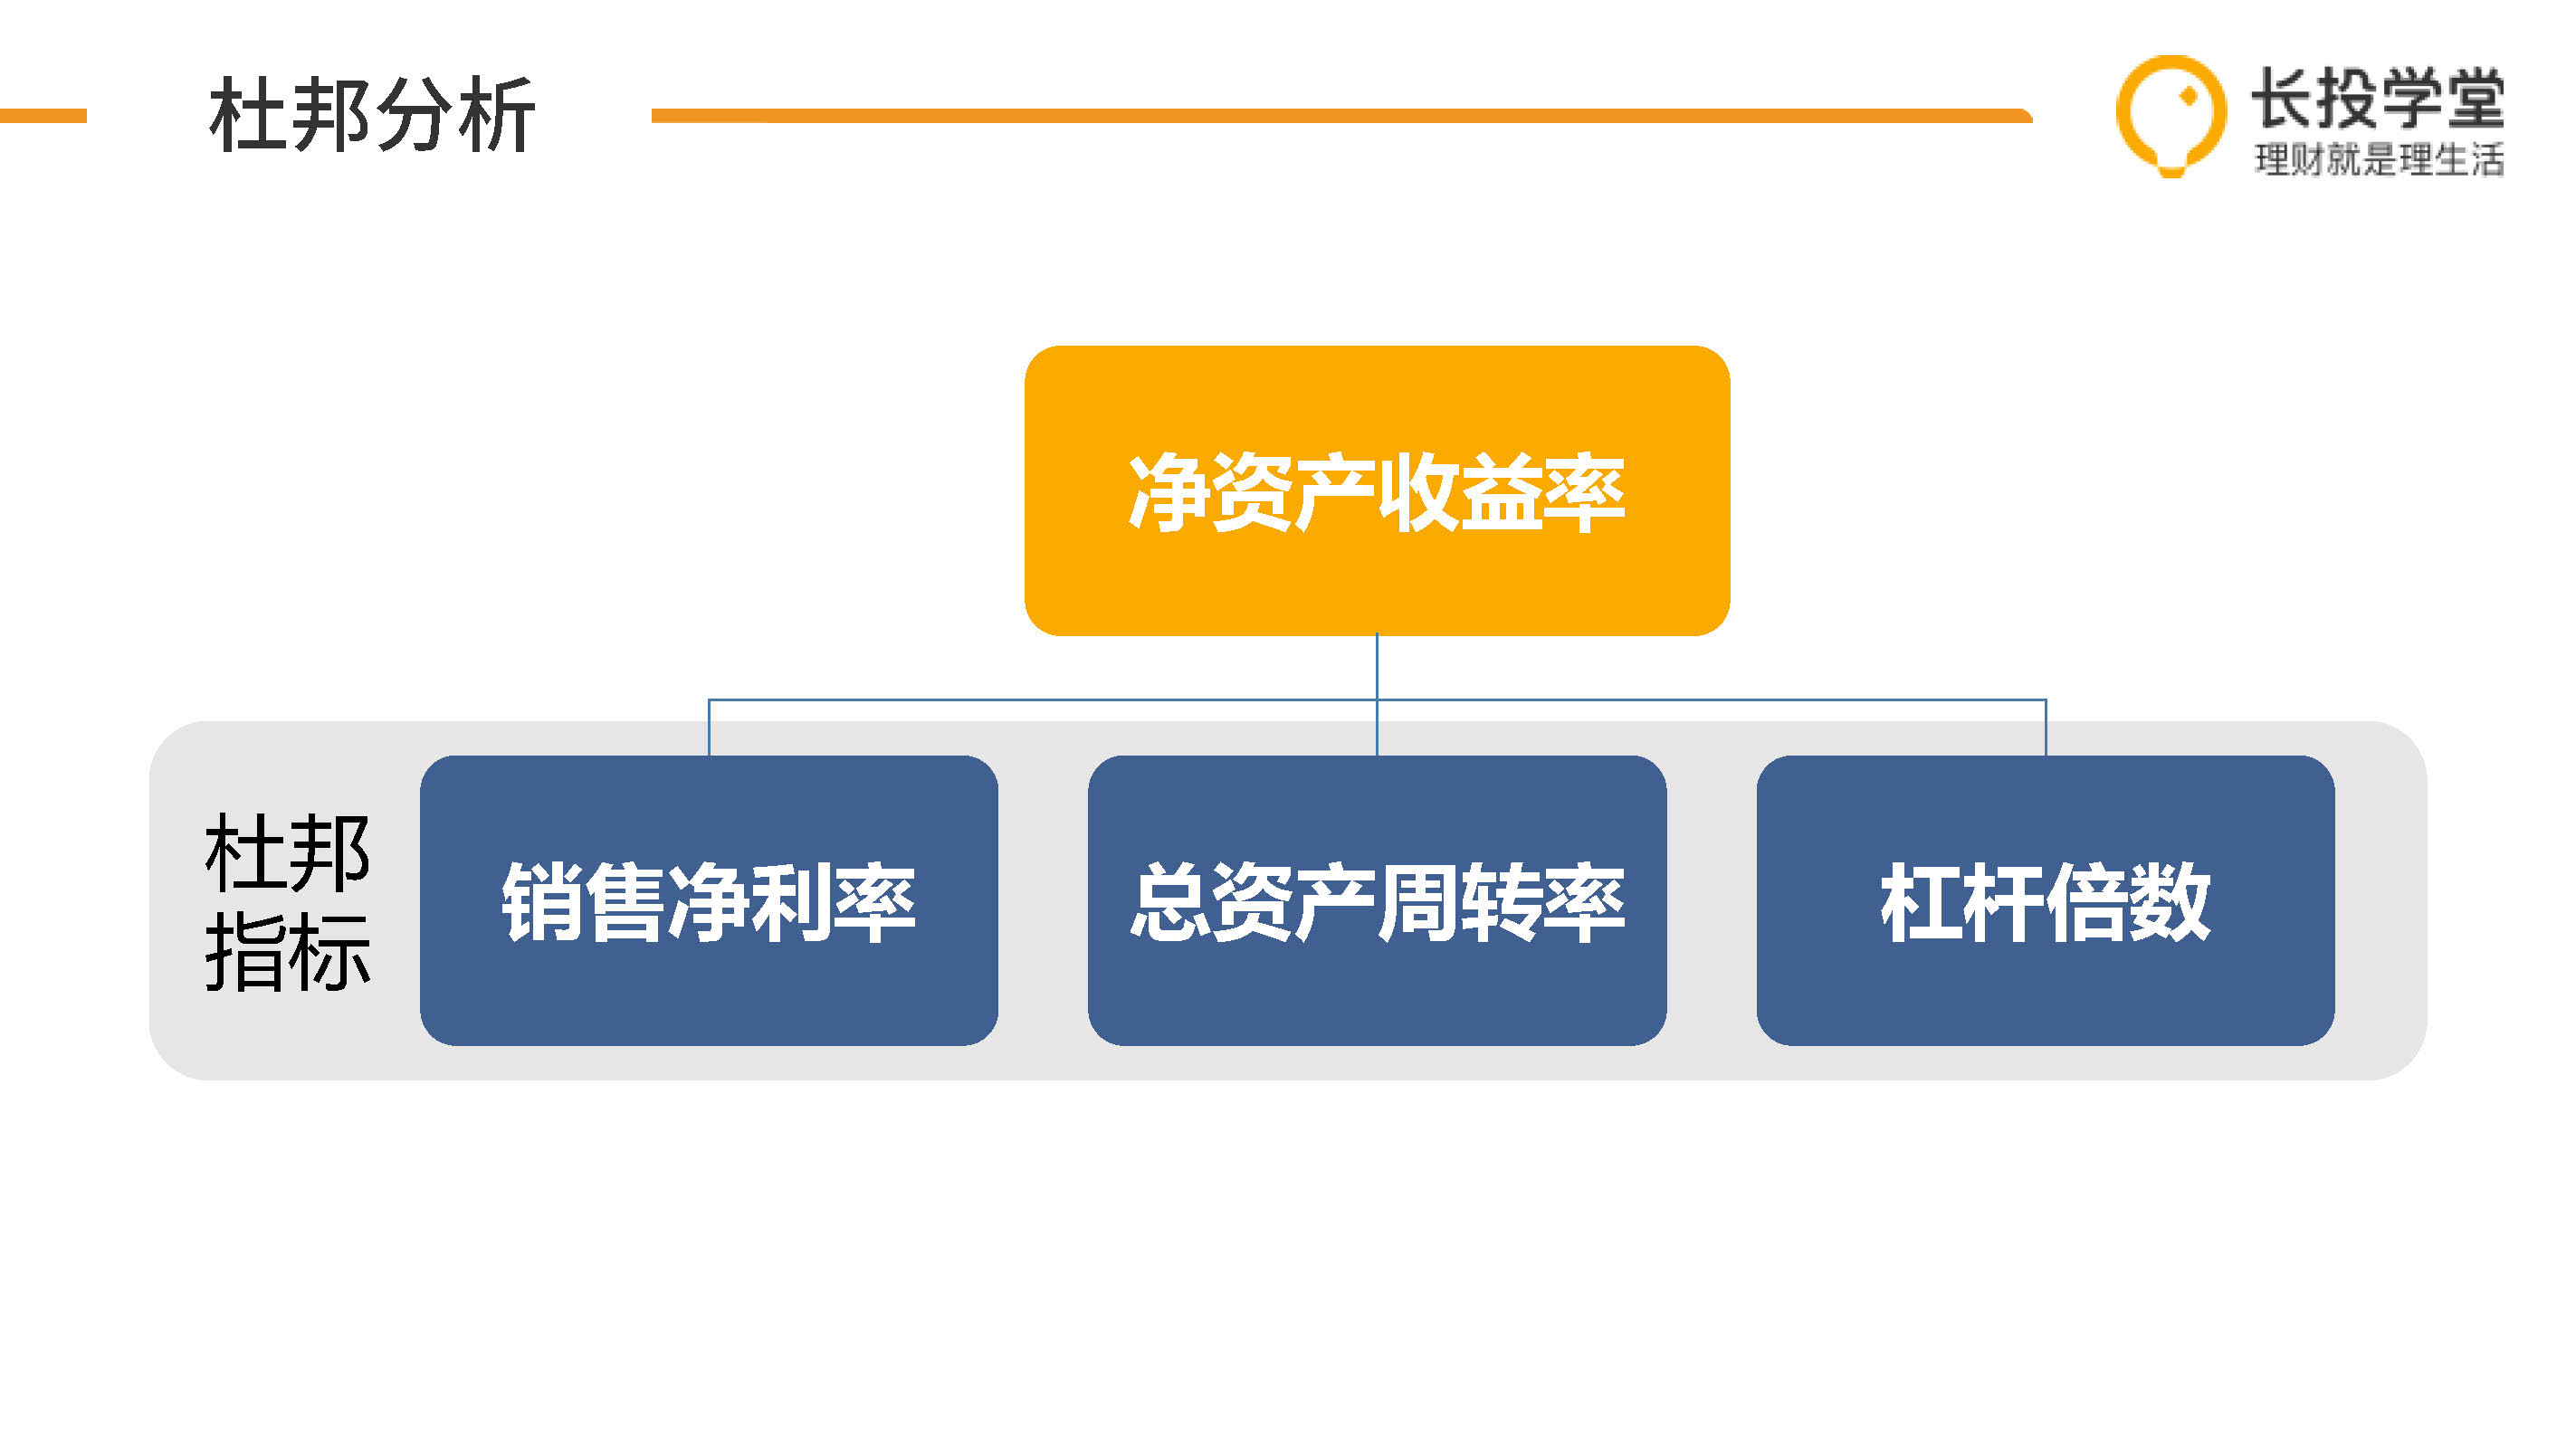 杜邦分析
长投学堂
理财就是理生活
净资产收益率
杜邦
指标
销售净利率
总资产周转率
杠杆倍数